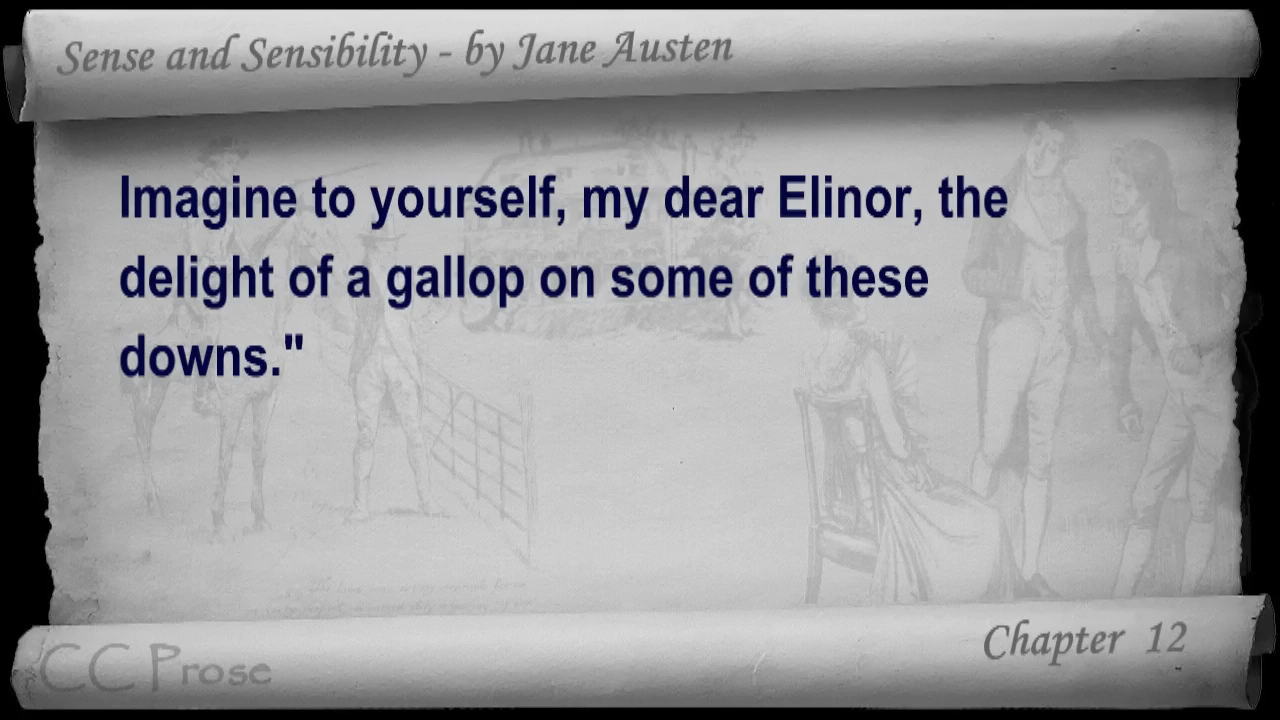 Sense and Sensibility - by Jane Austen
Imagine to yourself, my dear Elinor, the
delight of a gallop on some of these
downs."
Chapter 12
CC Prose